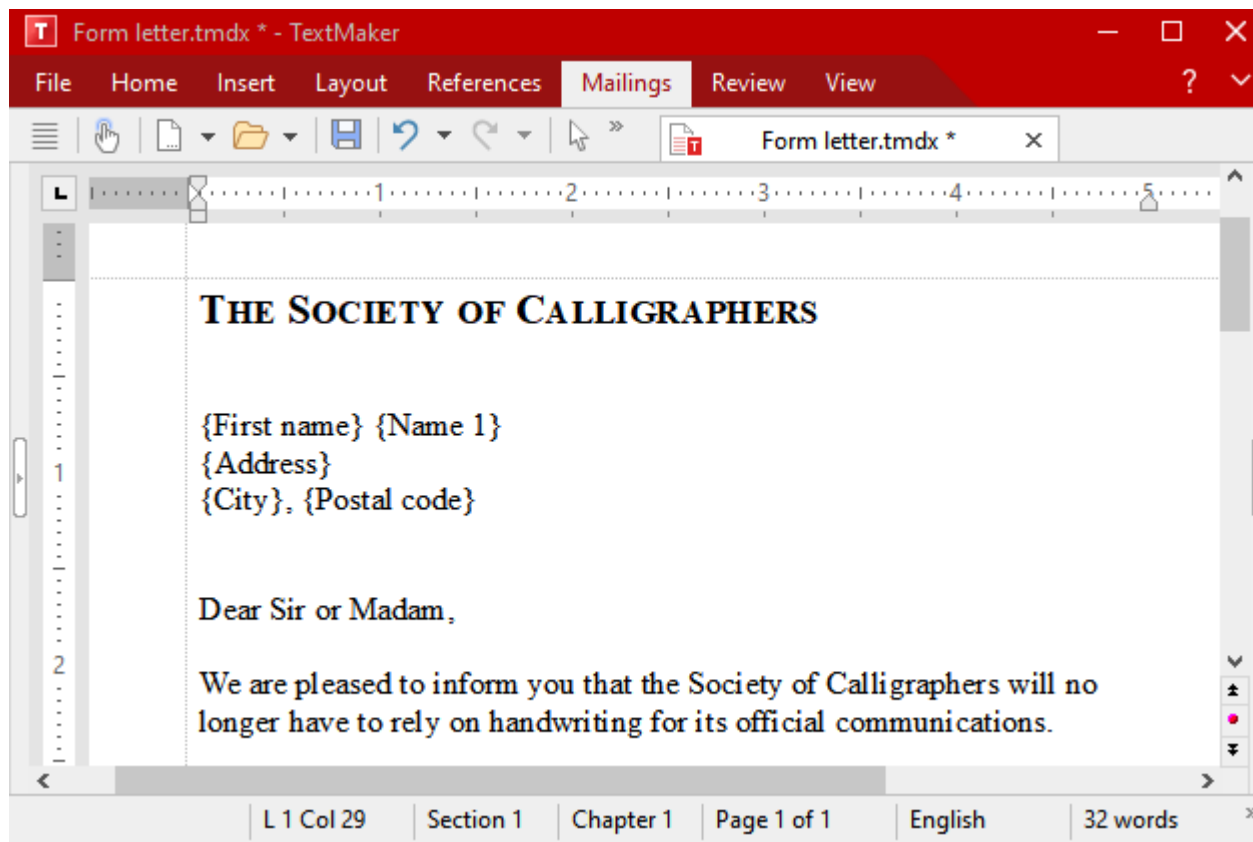 T Form letter.tmdx * - TextMaker
File Home Insert Layout References Mailings Review View ?
T Form letter.tmdx *
L 1 2 3 4 5
THE SOCIETY OF CALLIGRAPHERS
{First name} {Name 1}
1 {Address}
{City}, {Postal code}
Dear Sir or Madam,
2
We are pleased to inform you that the Society of Calligraphers will no
longer have to rely on handwriting for its official communications.
L 1 Col 29 Section 1 Chapter 1 Page 1 of 1 English 32 words